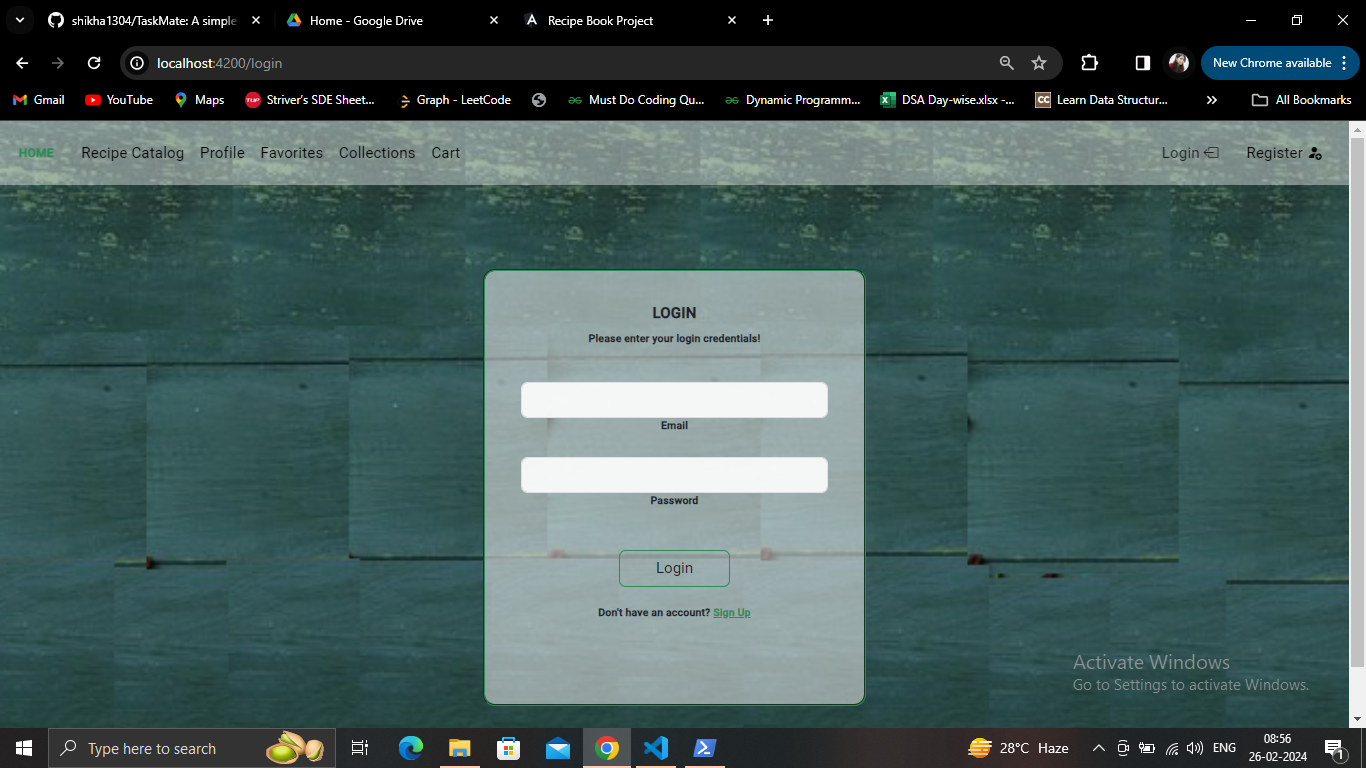 shikha1304/TaskMate: A simple
Home - Google Drive
Recipe Book Project
localhost:4200/login
New Chrome available
Gmail
YouTube
Maps
Striver's SDE Sheet...
Graph - LeetCode
Must Do Coding Qu...
Dynamic Programm...
DSA Day-wise.xlsx -...
Learn Data Structur...
All Bookmarks
HOME
Recipe Catalog
Profile
Favorites
Collections
Cart
Login
Register
LOGIN
Please enter your login credentials!
Email
Password
Login
Don't have an account? Sign Up
Activate Windows
Go to Settings to activate Windows.
Type here to search
28°C Haze
ENG
08:56
26-02-2024
1